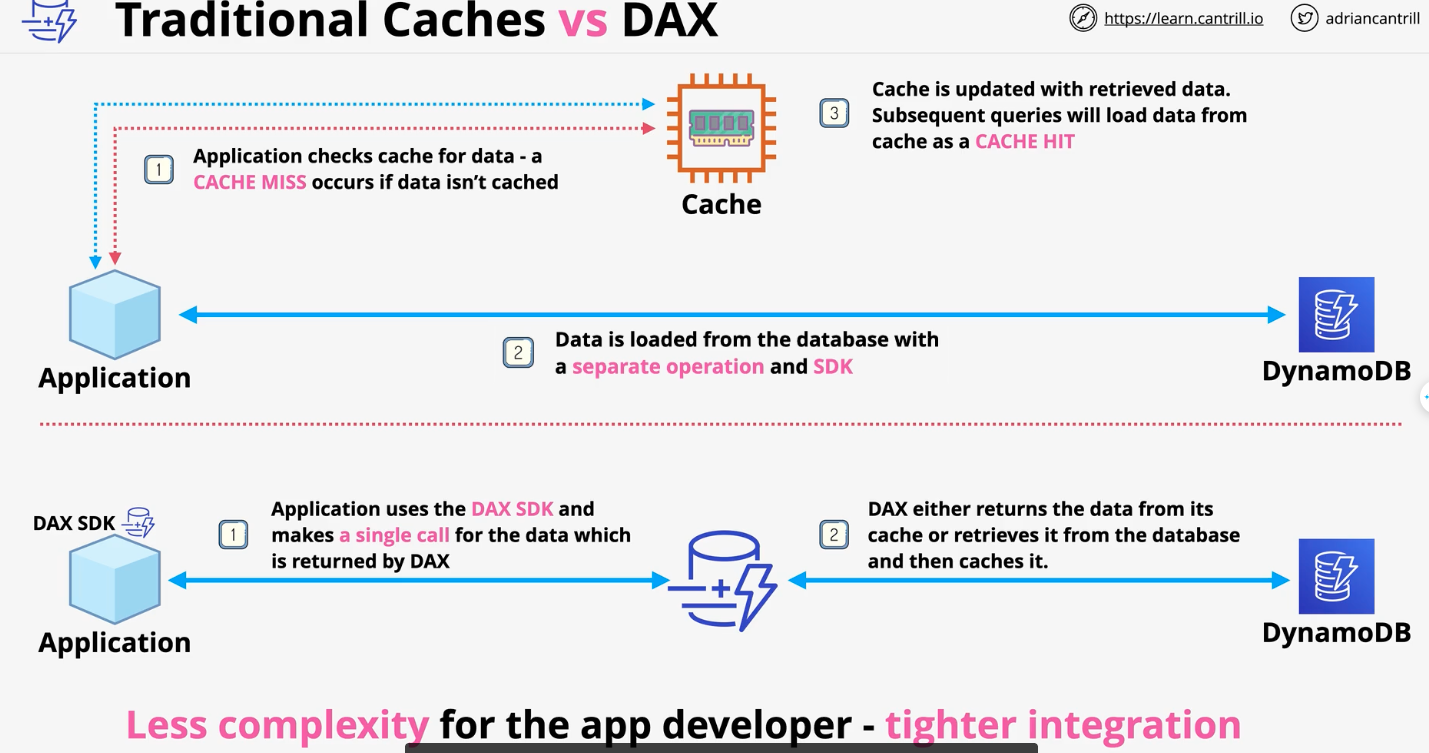 Traditional Caches vs DAX
https://learn.cantrill.io
adriancantrill
Cache is updated with retrieved data.
3
Subsequent queries will load data from
cache as a CACHE HIT
1
Application checks cache for data - a
CACHE MISS occurs if data isn’t cached
Cache
2
Data is loaded from the database with
a separate operation and SDK
Application
DynamoDB
DAX SDK
1
Application uses the DAX SDK and
makes a single call for the data which
is returned by DAX
2
DAX either returns the data from its
cache or retrieves it from the database
and then caches it.
Application
DynamoDB
Less complexity for the app developer - tighter integration